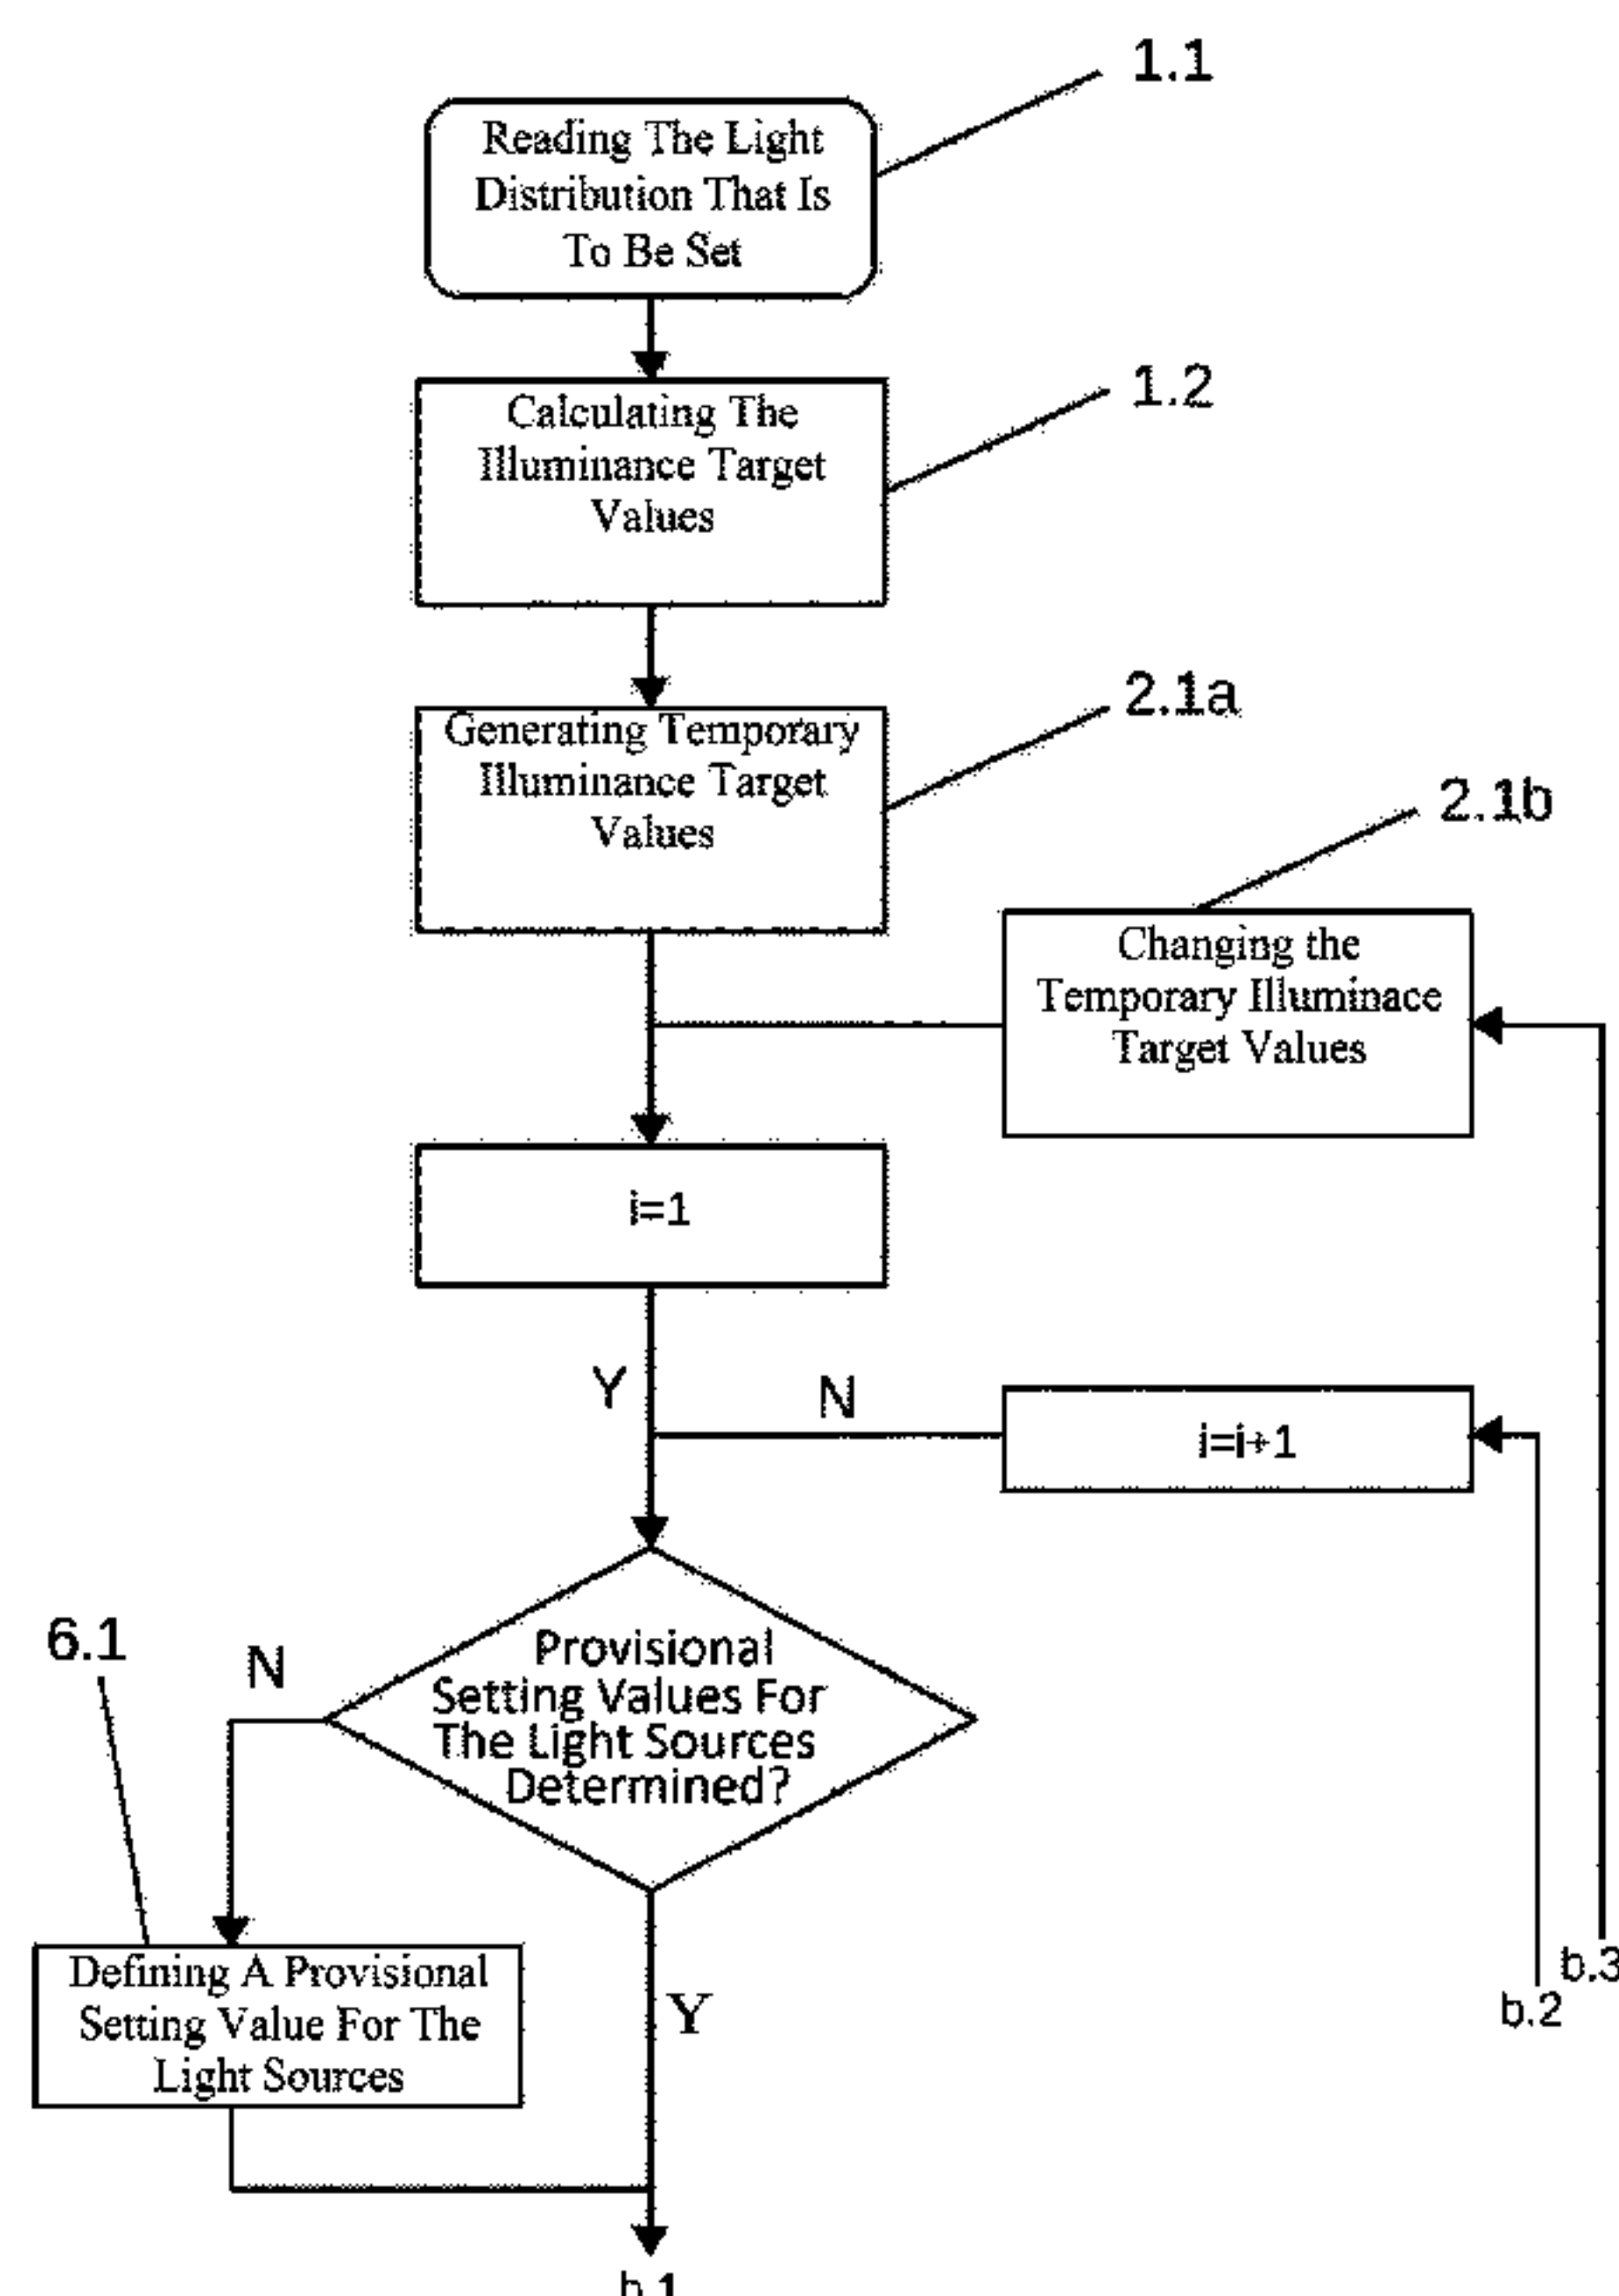 1.1
Reading The Light
Distribution That Is
To Be Set
1.2
Calculating The
Illuminance Target
Values
2.1a
Generating Temporary
Illuminance Target
Values
2.1b
Changing the
Temporary Illuminace
Target Values
i=1
Y
N
i=i+1
6.1
N
Provisional
Setting Values For
The Light Sources
Determined?
Defining A Provisional
Setting Value For The
Light Sources
Y
b.3
b.2
b.1